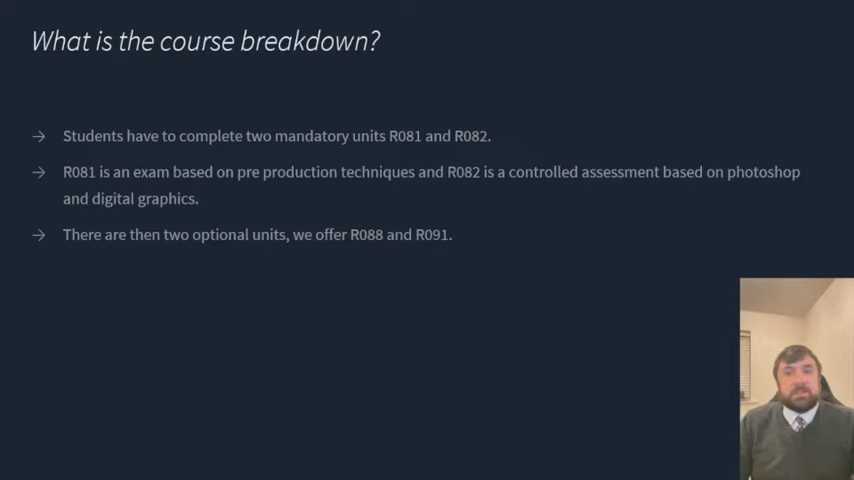 What is the course breakdown?
→ Students have to complete two mandatory units R081 and R082.
→ R081 is an exam based on pre production techniques and R082 is a controlled assessment based on photoshop
and digital graphics.
→ There are then two optional units, we offer R088 and R091.